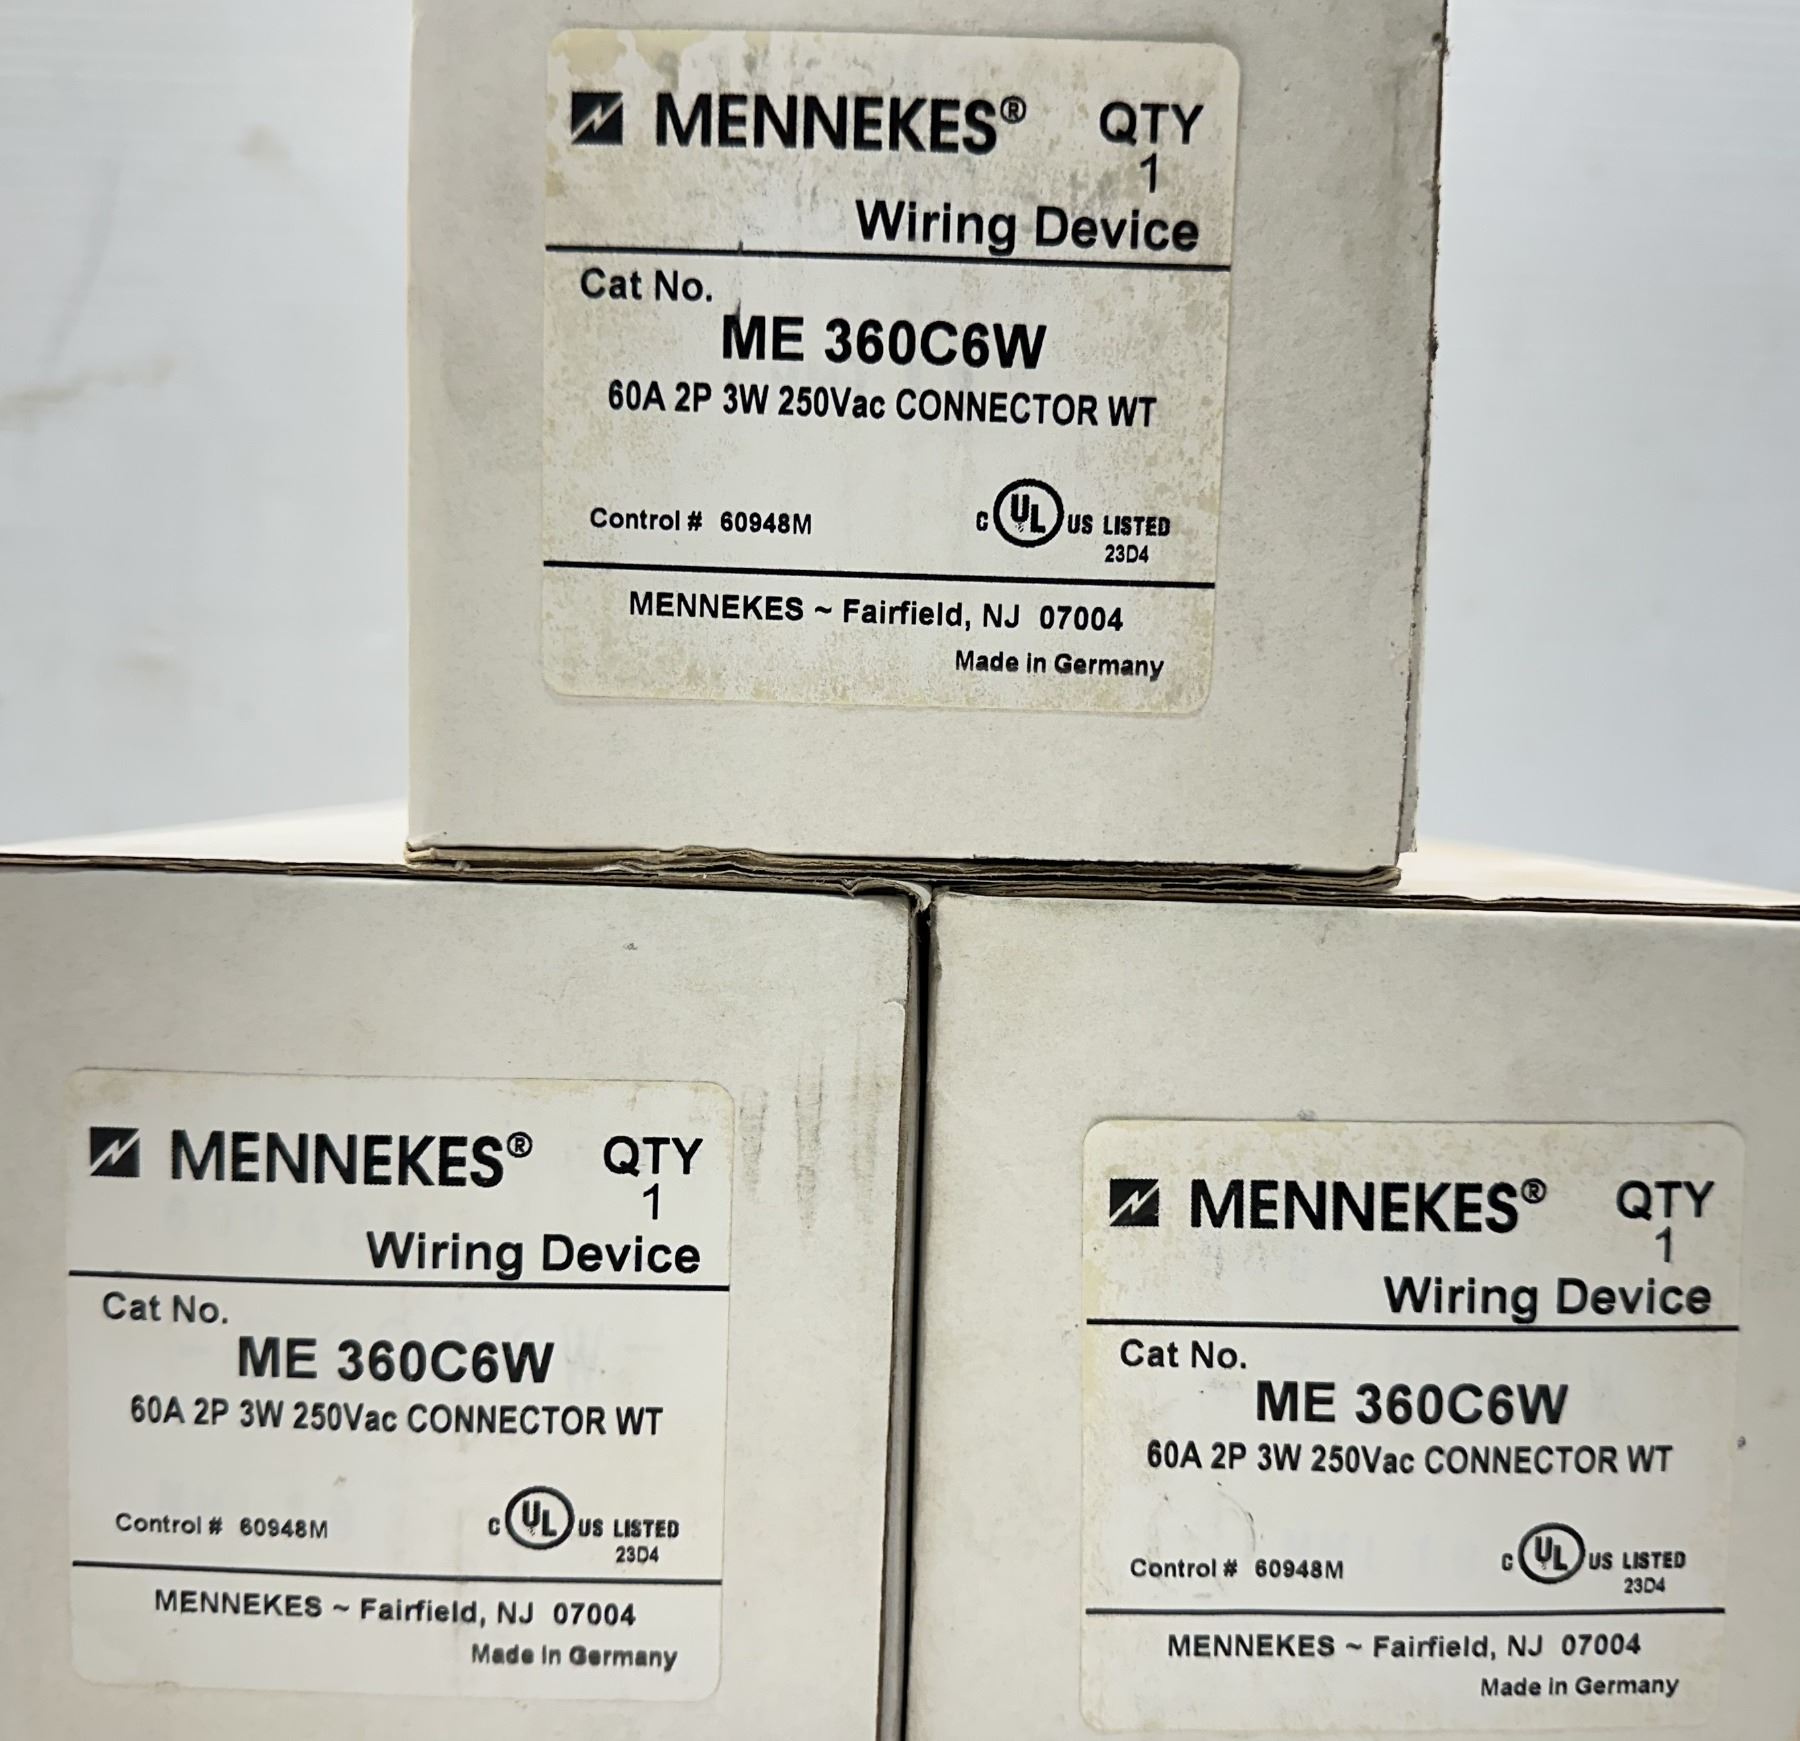 MENNEKES® QTY
1
Wiring Device
Cat No.
ME 360C6W
60A 2P 3W 250Vac CONNECTOR WT
Control # 60948M C UL US LISTED
23D4
MENNEKES ~ Fairfield, NJ 07004
Made in Germany
MENNEKES® QTY
1
Wiring Device
Cat No.
ME 360C6W
60A 2P 3W 250Vac CONNECTOR WT
Control # 60948M C UL US LISTED
23D4
MENNEKES ~ Fairfield, NJ 07004
Made in Germany
MENNEKES® QTY
1
Wiring Device
Cat No.
ME 360C6W
60A 2P 3W 250Vac CONNECTOR WT
Control # 60948M C UL US LISTED
23D4
MENNEKES ~ Fairfield, NJ 07004
Made in Germany